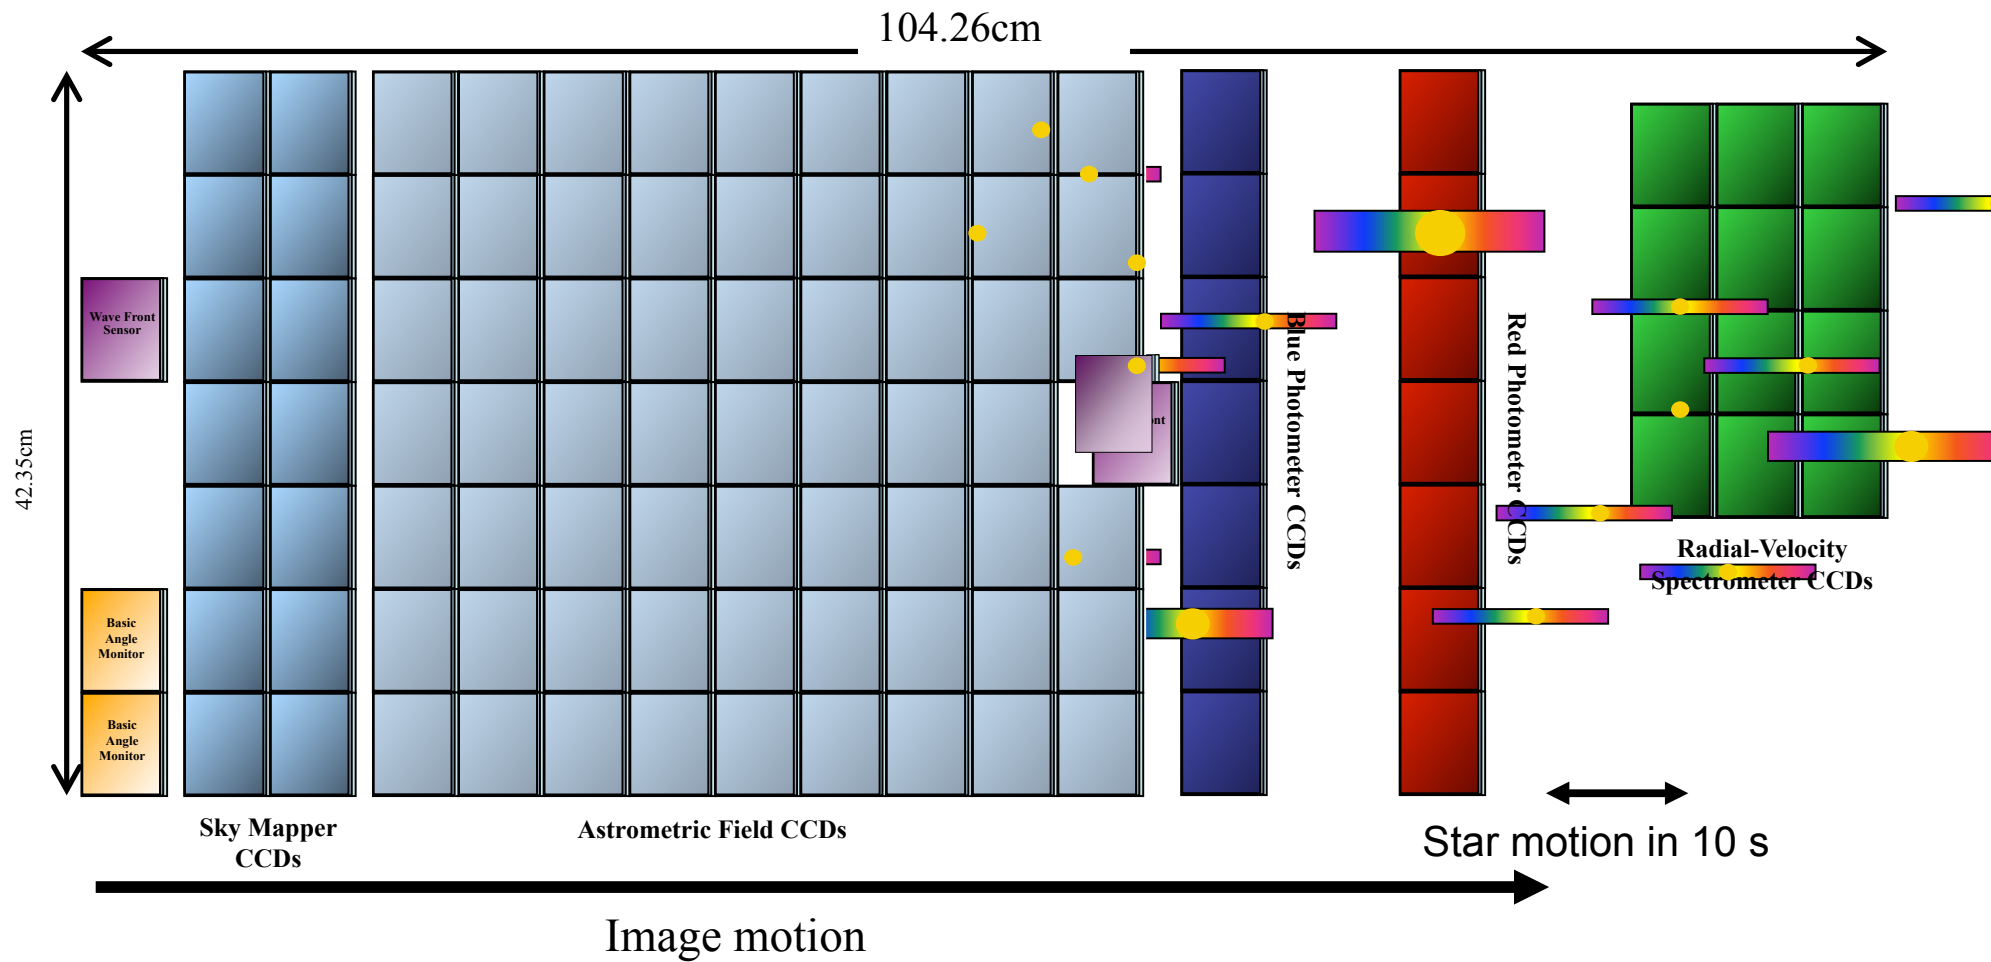 104.26cm
42.35cm
Wave Front
Sensor
Basic
Angle
Monitor
Basic
Angle
Monitor
Blue Photometer CCDs
Red Photometer CCDs
Radial-Velocity
Spectrometer CCDs
Sky Mapper
CCDs
Astrometric Field CCDs
Star motion in 10 s
Image motion